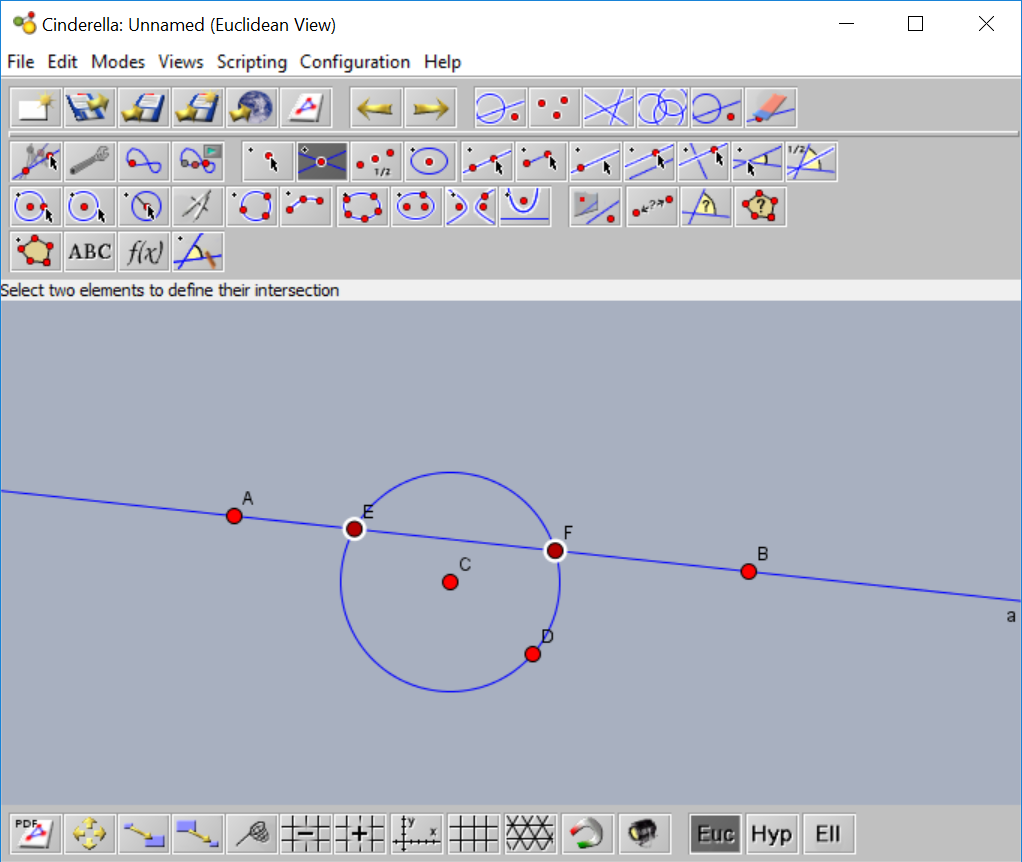 Cinderella: Unnamed (Euclidean View)
File Edit Modes Views Scripting Configuration Help
1/2
1/2
?
?
?
ABC f(x)
Select two elements to define their intersection
A
E
F
B
C
a
D
PDF
y
x
Euc Hyp Ell